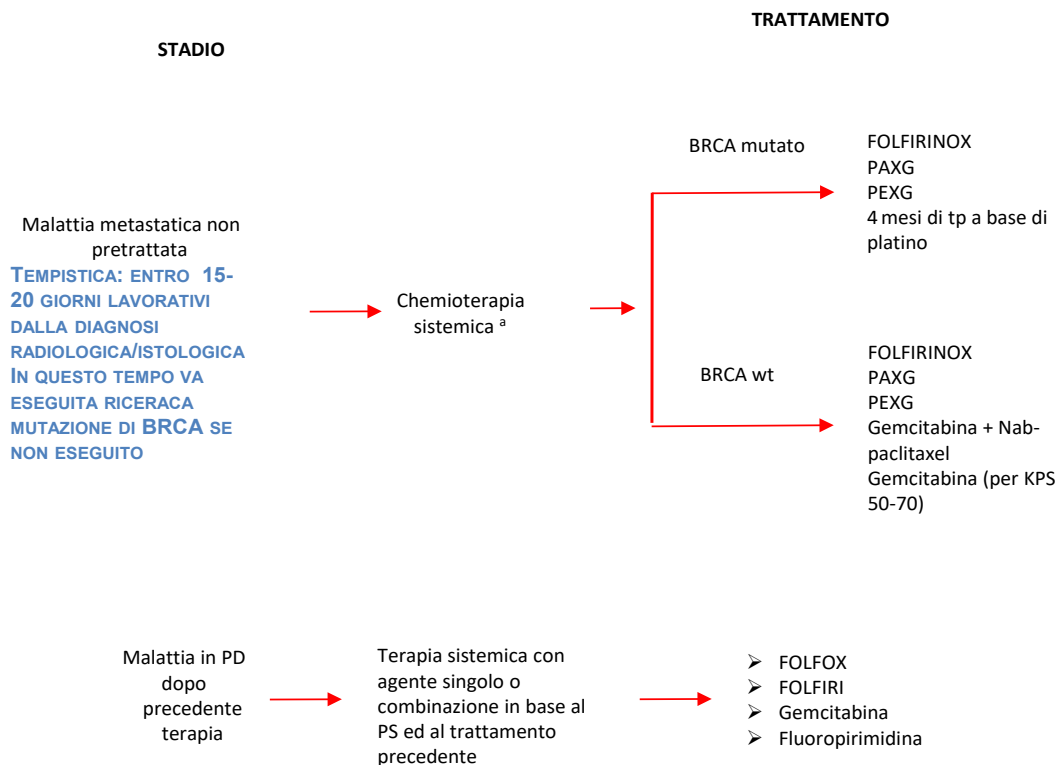 TRATTAMENTO
STADIO
Malattia metastatica non
pretrattata
TEMPISTICA: ENTRO 15-
20 GIORNI LAVORATIVI
DALLA DIAGNOSI
RADIOLOGICA/ISTOLOGICA
IN QUESTO TEMPO VA
ESEGUITA RICERACA
MUTAZIONE DI BRCA SE
NON ESEGUITO
Chemioterapia
sistemica a
BRCA mutato
FOLFIRINOX
PAXG
PEXG
4 mesi di tp a base di
platino
BRCA wt
FOLFIRINOX
PAXG
PEXG
Gemcitabina + Nab-
paclitaxel
Gemcitabina (per KPS
50-70)
Malattia in PD
dopo
precedente
terapia
Terapia sistemica con
agente singolo o
combinazione in base al
PS ed al trattamento
precedente
➢ FOLFOX
➢ FOLFIRI
➢ Gemcitabina
➢ Fluoropirimidina